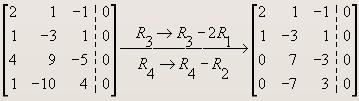 2 1 -1 0 R₃ → R₃ -2R₁ 2 1 -1 0
1 -3 1 0 R₄ → R₄ - R₂ 1 -3 1 0
4 9 -5 0 0 7 -3 0
1 -10 4 0 0 -7 3 0